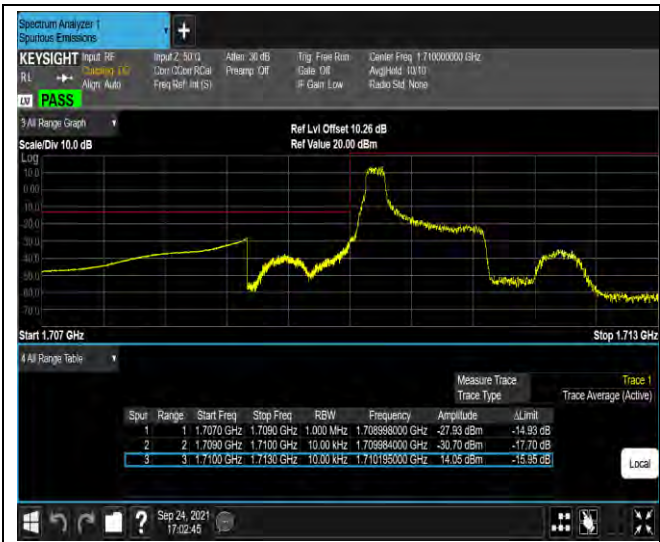 Spectrum Analyzer 1
Spurious Emissions
KEYSIGHT Input: RF Input Z: 50 Ω Atten: 30 dB Trig: Free Run Center Freq: 1.710000000 GHz
RL Coupling: DC Corr CCorr RCal Preamp: Off Gate: Off Avg|Hold: 10/10
Align: Auto Freq Ref: Int (S) IF Gain: Low Radio Std: None
LXI PASS
3 All Range Graph
Ref Lvl Offset 10.26 dB
Scale/Div 10.0 dB Ref Value 20.00 dBm
Log
10.0
0.00
-10.0
-20.0
-30.0
-40.0
-50.0
-60.0
-70.0
Start 1.707 GHz Stop 1.713 GHz
4 All Range Table
Measure Trace Trace 1
Trace Type Trace Average (Active)
Spur Range Start Freq Stop Freq RBW Frequency Amplitude ΔLimit
1 1 1.7070 GHz 1.7090 GHz 1.000 MHz 1.708998000 GHz -27.93 dBm -14.93 dB
2 2 1.7090 GHz 1.7100 GHz 10.00 kHz 1.709984000 GHz -30.70 dBm -17.70 dB
3 3 1.7100 GHz 1.7130 GHz 10.00 kHz 1.710195000 GHz 14.05 dBm -15.95 dB
Local
? Sep 24, 2021
17:02:45